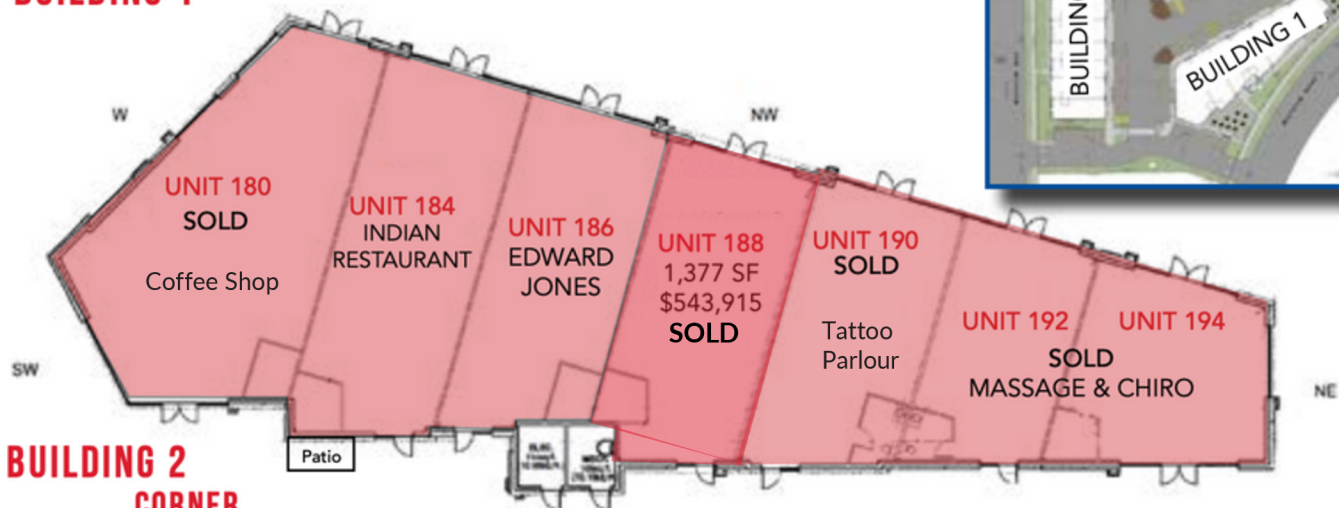 BUILDING 1
W
NW
SW
NE
UNIT 180
SOLD
Coffee Shop
UNIT 184
INDIAN
RESTAURANT
UNIT 186
EDWARD
JONES
UNIT 188
1,377 SF
$543,915
SOLD
UNIT 190
SOLD
Tattoo
Parlour
UNIT 192
UNIT 194
SOLD
MASSAGE & CHIRO
Patio
BUILDING 2
CORNER
BUILDING 
BUILDING 1